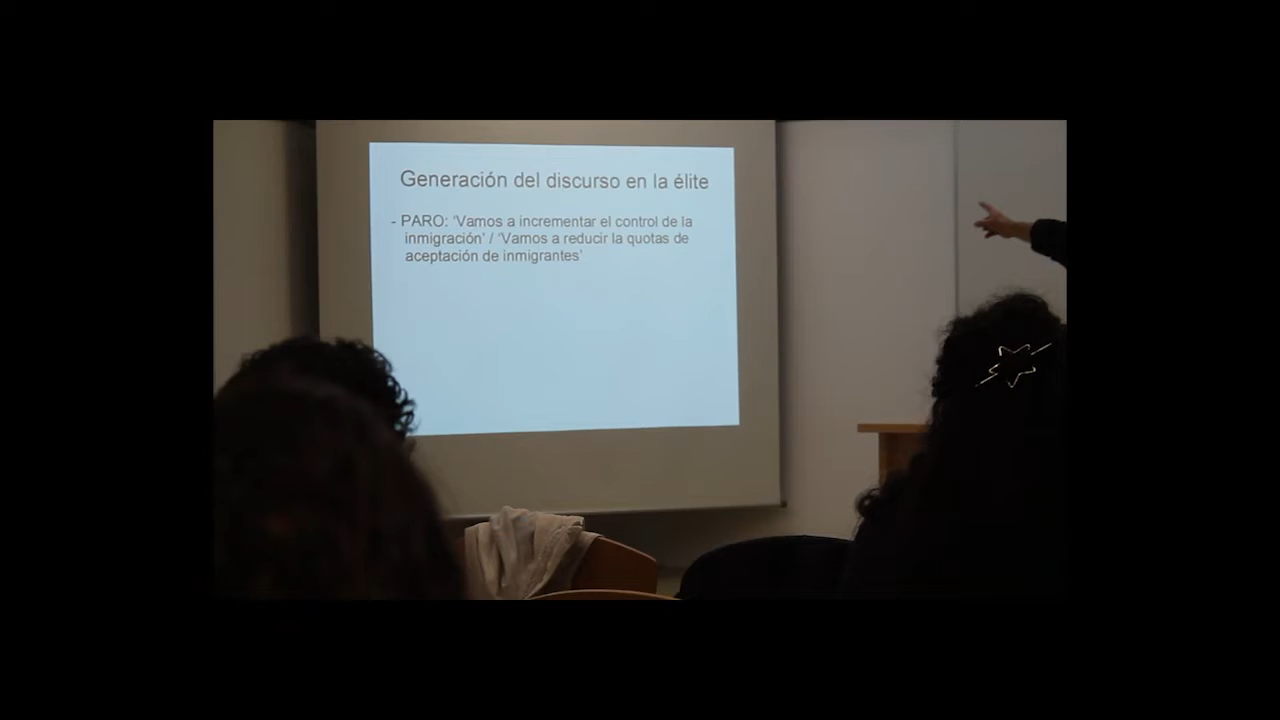 Generación del discurso en la élite
- PARO: ‘Vamos a incrementar el control de la
inmigración’ / ‘Vamos a reducir la quotas de
aceptación de inmigrantes’